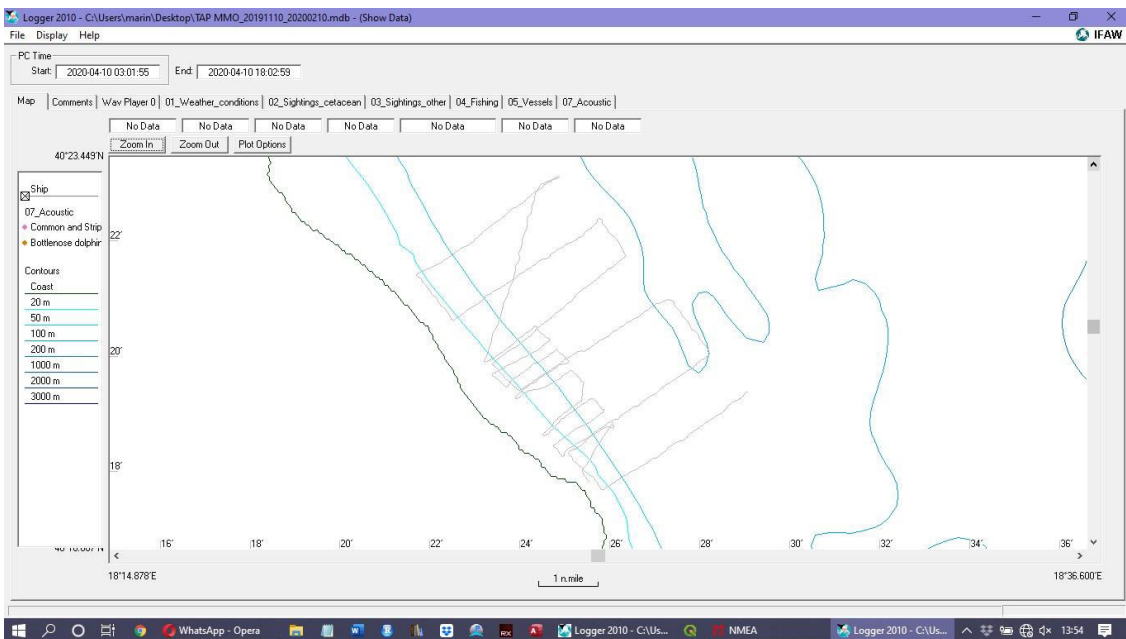 Logger 2010 - C:\Users\marin\Desktop\TAP MMO_20191110_20200210.mdb - (Show Data)
File Display Help
IFAW
PC Time
Start: 2020-04-10 03:01:55 End: 2020-04-10 18:02:59
Map Comments Wav Player 0 01_Weather_conditions 02_Sightings_cetacean 03_Sightings_other 04_Fishing 05_Vessels 07_Acoustic
No Data No Data No Data No Data No Data No Data No Data
Zoom In Zoom Out Plot Options
40°23.449'N
Ship
07_Acoustic
Common and Strip
Bottlenose dolphir
Contours
Coast
20 m
50 m
100 m
200 m
1000 m
2000 m
3000 m
22'
20'
18'
16' 18' 20' 22' 24' 26' 28' 30' 32' 34' 36'
18°14.878'E
1 n.mile
18°36.600'E
WhatsApp - Opera
Logger 2010 - C:\Us...
NMEA
Logger 2010 - C:\Us...
13:54